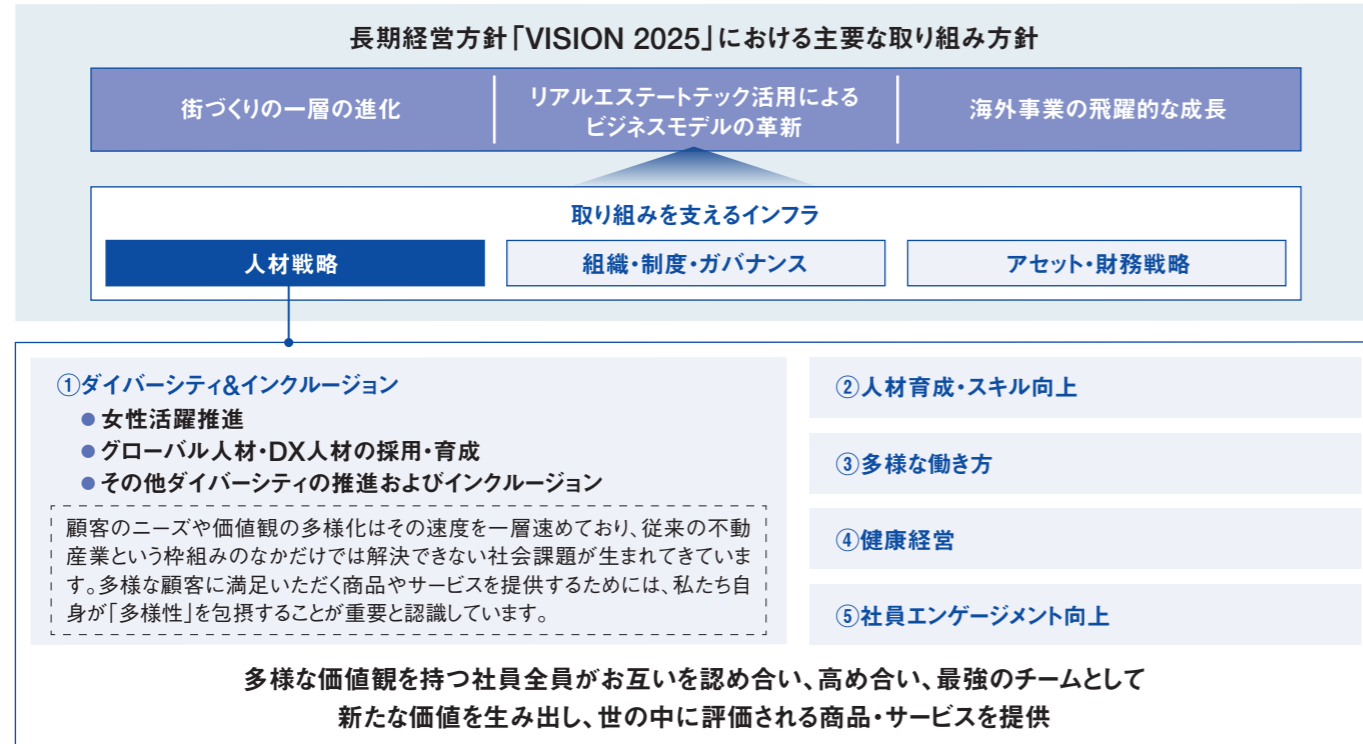 長期経営方針「VISION 2025」における主要な取り組み方針
街づくりの一層の進化
リアルエステートテック活用による
ビジネスモデルの革新
海外事業の飛躍的な成長
取り組みを支えるインフラ
人材戦略
組織・制度・ガバナンス
アセット・財務戦略
①ダイバーシティ&インクルージョン
● 女性活躍推進
● グローバル人材・DX人材の採用・育成
● その他ダイバーシティの推進およびインクルージョン
顧客のニーズや価値観の多様化はその速度を一層速めており、従来の不動
産業という枠組みのなかだけでは解決できない社会課題が生まれてきていま
す。多様な顧客に満足いただく商品やサービスを提供するためには、私たち自
身が「多様性」を包摂することが重要と認識しています。
②人材育成・スキル向上
③多様な働き方
④健康経営
⑤社員エンゲージメント向上
多様な価値観を持つ社員全員がお互いを認め合い、高め合い、最強のチームとして
新たな価値を生み出し、世の中に評価される商品・サービスを提供